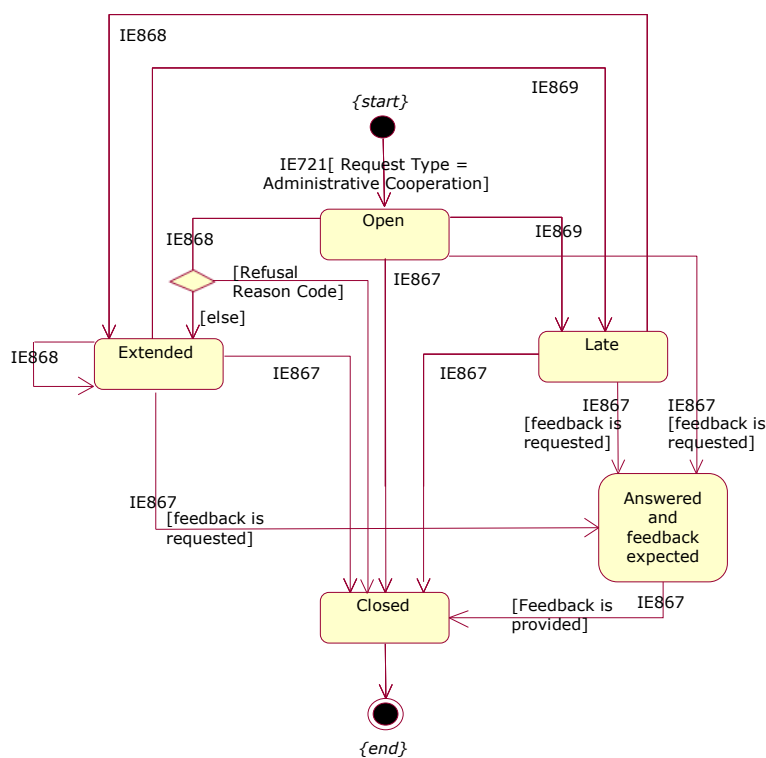 IE868
IE869
{start}
IE721[ Request Type =
Administrative Cooperation]
Open
IE868
IE869
[Refusal
Reason Code]
IE867
[else]
Extended
Late
IE868
IE867
IE867
IE867
[feedback is
requested]
IE867
[feedback is
requested]
IE867
[feedback is
requested]
Answered
and
feedback
expected
Closed
[Feedback is
provided]
IE867
{end}